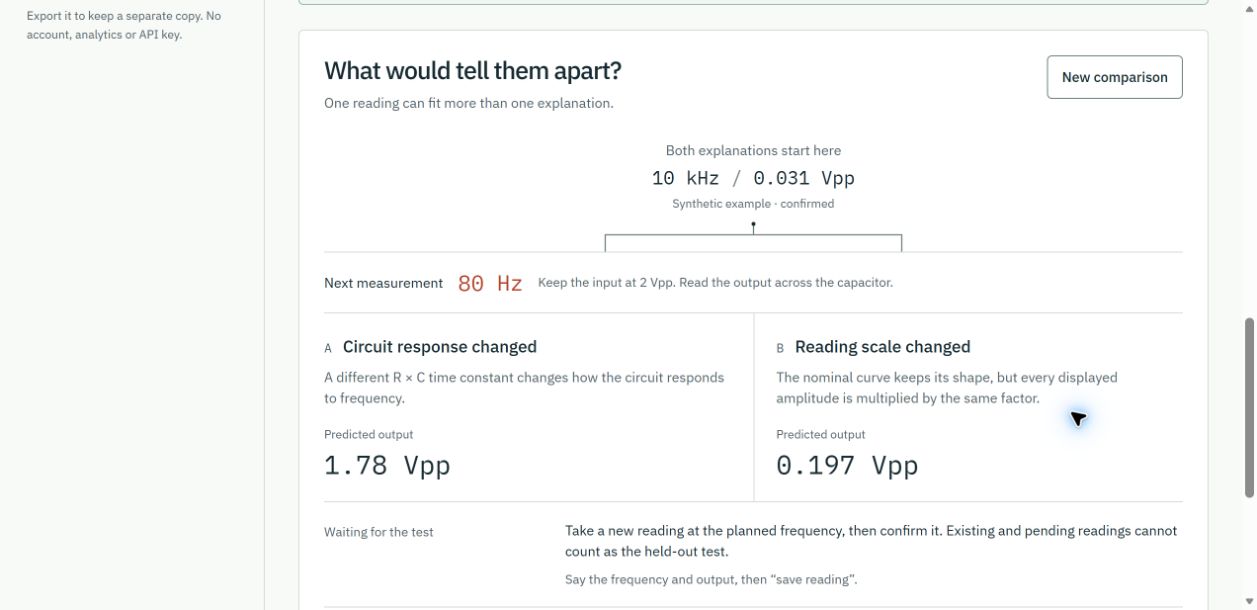 Export it to keep a separate copy. No
account, analytics or API key.
What would tell them apart?
New comparison
One reading can fit more than one explanation.
Both explanations start here
10 kHz / 0.031 Vpp
Synthetic example · confirmed
Next measurement 80 Hz Keep the input at 2 Vpp. Read the output across the capacitor.
A Circuit response changed
A different R × C time constant changes how the circuit responds
to frequency.
Predicted output
1.78 Vpp
B Reading scale changed
The nominal curve keeps its shape, but every displayed
amplitude is multiplied by the same factor.
Predicted output
0.197 Vpp
Waiting for the test
Take a new reading at the planned frequency, then confirm it. Existing and pending readings cannot
count as the held-out test.
Say the frequency and output, then “save reading”.